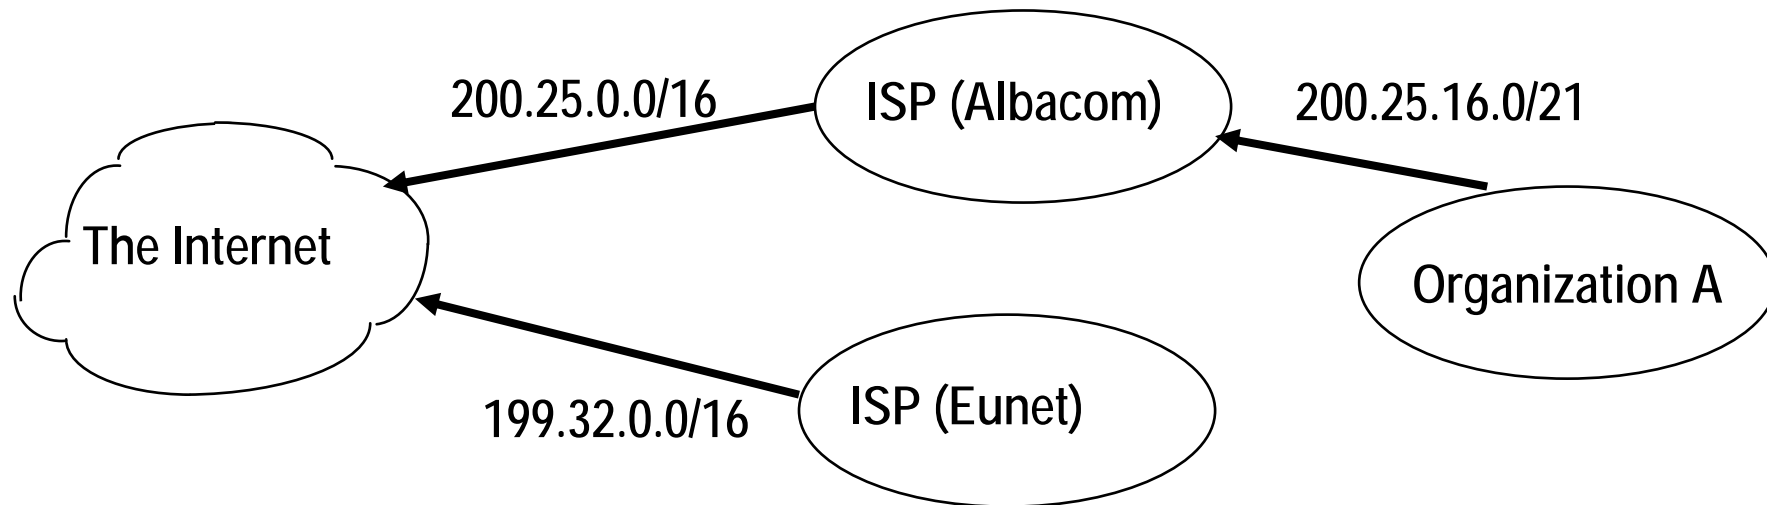 200.25.0.0/16
ISP (Albacom)
200.25.16.0/21
The Internet
Organization A
199.32.0.0/16
ISP (Eunet)